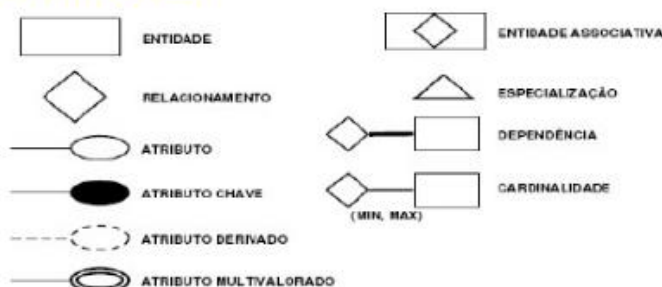 ENTIDADE
RELACIONAMENTO
ATRIBUTO
ATRIBUTO CHAVE
ATRIBUTO DERIVADO
ATRIBUTO MULTIVALORADO
ENTIDADE ASSOCIATIVA
ESPECIALIZAÇÃO
DEPENDÊNCIA
CARDINALIDADE
(MIN, MAX)